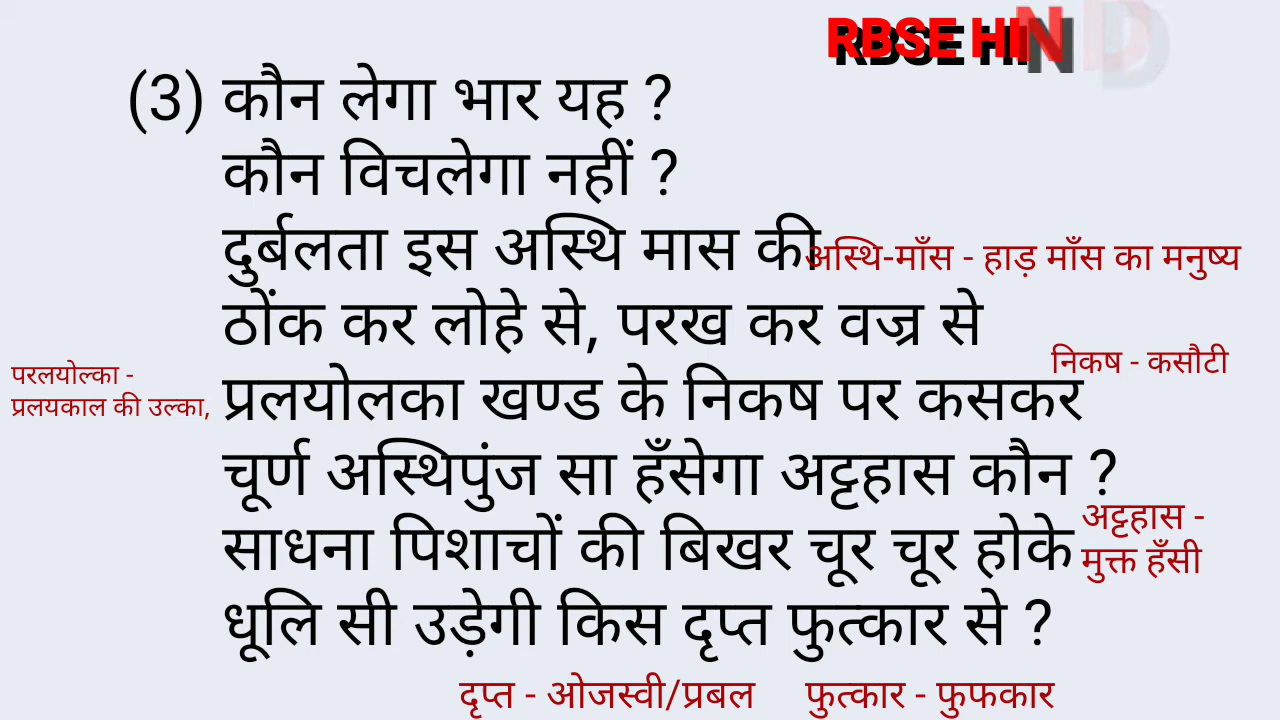 RBSE HIND
(3) कौन लेगा भार यह ?
कौन विचलेगा नहीं ?
दुर्बलता इस अस्थि मास की
अस्थि-माँस - हाड़ माँस का मनुष्य
ठोंक कर लोहे से, परख कर वज्र से
निकष - कसौटी
परलयोल्का -
प्रलयकाल की उल्का,
प्रलयोलका खण्ड के निकष पर कसकर
चूर्ण अस्थिपुंज सा हँसेगा अट्टहास कौन ?
अट्टहास -
मुक्त हँसी
साधना पिशाचों की बिखर चूर चूर होके
धूलि सी उड़ेगी किस दृप्त फुत्कार से ?
दृप्त - ओजस्वी/प्रबल फुत्कार - फुफकार